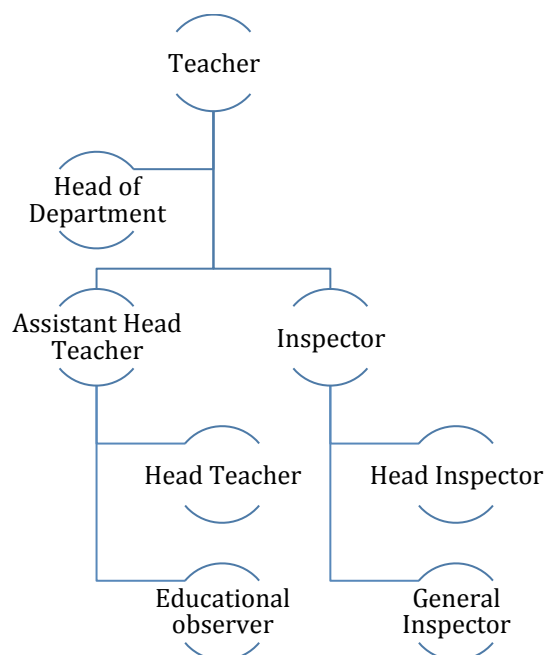 Teacher
Head of
Department
Assistant Head
Teacher
Inspector
Head Teacher
Head Inspector
Educational
observer
General
Inspector